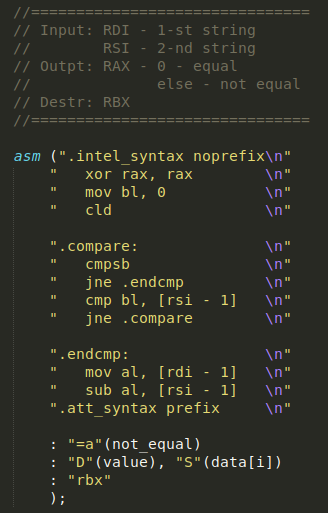 //===============================
// Input: RDI - 1-st string
//        RSI - 2-nd string
// Outpt: RAX - 0 - equal
//              else - not equal
// Destr: RBX
//===============================
asm (".intel_syntax noprefix\n"
"   xor rax, rax        \n"
"   mov bl, 0           \n"
"   cld                 \n"
".compare:              \n"
"   cmpsb               \n"
"   jne .endcmp         \n"
"   cmp bl, [rsi - 1]   \n"
"   jne .compare        \n"
".endcmp:               \n"
"   mov al, [rdi - 1]   \n"
"   sub al, [rsi - 1]   \n"
".att_syntax prefix     \n"
: "=a"(not_equal)
: "D"(value), "S"(data[i])
: "rbx"
);